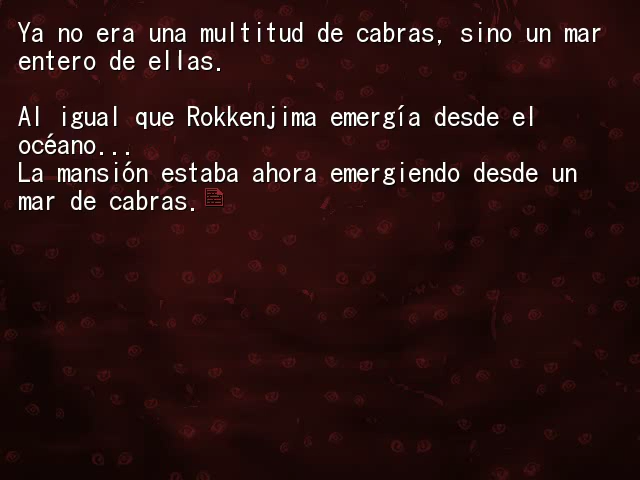 Ya no era una multitud de cabras, sino un mar
entero de ellas.
Al igual que Rokkenjima emergía desde el
océano...
La mansión estaba ahora emergiendo desde un
mar de cabras.